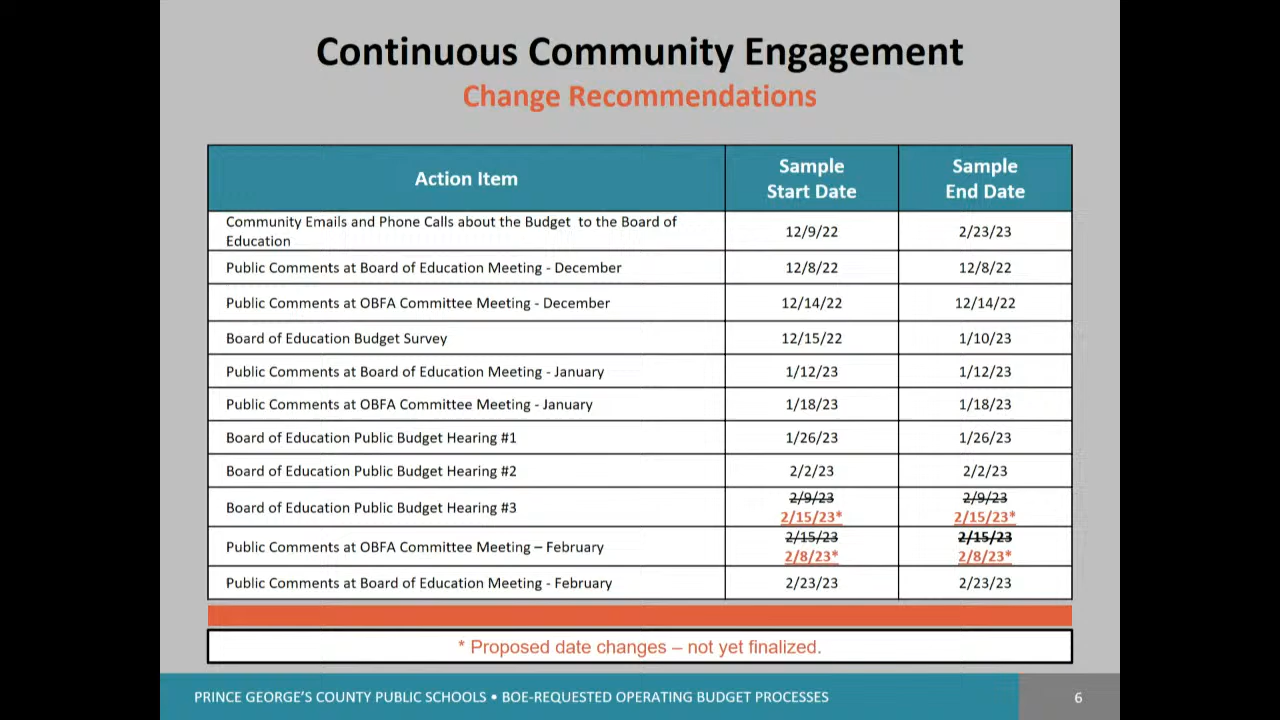 Continuous Community Engagement
Change Recommendations
Action Item
Sample
Start Date
Sample
End Date
Community Emails and Phone Calls about the Budget  to the Board of
Education
12/9/22
2/23/23
Public Comments at Board of Education Meeting - December
12/8/22
12/8/22
Public Comments at OBFA Committee Meeting - December
12/14/22
12/14/22
Board of Education Budget Survey
12/15/22
1/10/23
Public Comments at Board of Education Meeting - January
1/12/23
1/12/23
Public Comments at OBFA Committee Meeting - January
1/18/23
1/18/23
Board of Education Public Budget Hearing #1
1/26/23
1/26/23
Board of Education Public Budget Hearing #2
2/2/23
2/2/23
Board of Education Public Budget Hearing #3
2/9/23
2/15/23*
2/9/23
2/15/23*
Public Comments at OBFA Committee Meeting – February
2/15/23
2/8/23*
2/15/23
2/8/23*
Public Comments at Board of Education Meeting - February
2/23/23
2/23/23
* Proposed date changes – not yet finalized.
PRINCE GEORGE'S COUNTY PUBLIC SCHOOLS • BOE-REQUESTED OPERATING BUDGET PROCESSES
6